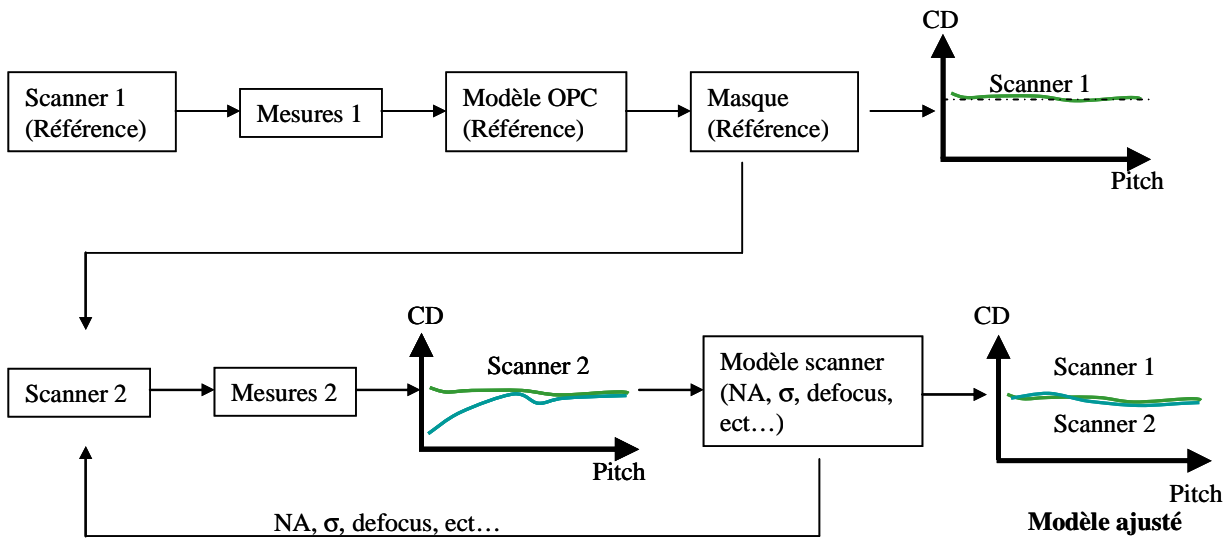 CD
Scanner 1
(Référence)
Mesures 1
Modèle OPC
(Référence)
Masque
(Référence)
Scanner 1
Pitch
CD
CD
Scanner 2
Mesures 2
Scanner 2
Pitch
Modèle scanner
(NA, σ, defocus,
ect…)
Scanner 1
Scanner 2
Pitch
NA, σ, defocus, ect…
Modèle ajusté